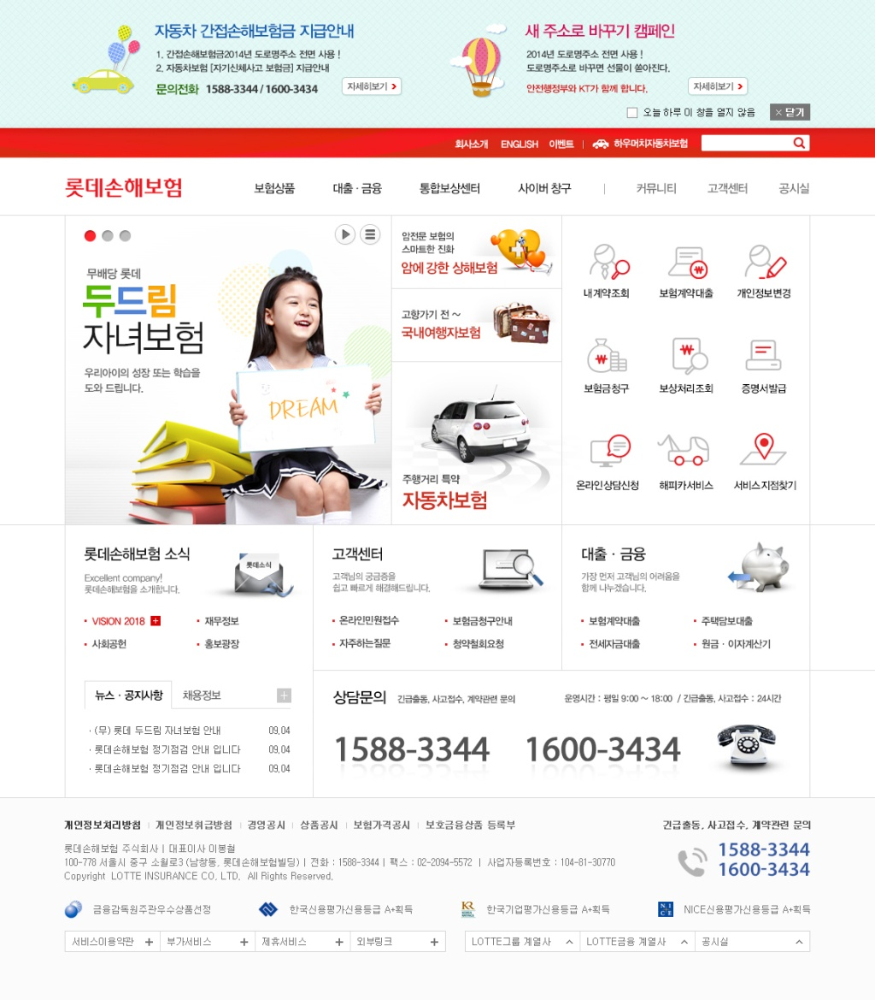 자동차 간접손해보험금 지급안내
1. 간접손해보험금2014년 도로명주소 전면 사용 !
2. 자동차보험 [자기신체사고 보험금] 지급안내
문의전화 1588-3344 / 1600-3434
자세히보기
새 주소로 바꾸기 캠페인
2014년 도로명주소 전면 사용 !
도로명주소로 바꾸면 선물이 쏟아진다.
안전행정부와 KT가 함께 합니다.
자세히보기
오늘 하루 이 창을 열지 않음
× 닫기
회사소개 ENGLISH 이벤트 | 하우머치자동차보험
롯데손해보험
보험상품 대출·금융 통합보상센터 사이버 창구 | 커뮤니티 고객센터 공시실
무배당 롯데
두드림
자녀보험
우리아이의 성장 또는 학습을
도와 드립니다.
DREAM
암전문 보험의
스마트한 진화
암에 강한 상해보험
고향가기 전 ~
국내여행자보험
주행거리 특약
자동차보험
내계약조회 보험계약대출 개인정보변경
보험금청구 보상처리조회 증명서발급
온라인상담신청 해피카서비스 서비스지점찾기
롯데손해보험 소식
Excellent company!
롯데손해보험을 소개합니다.
롯데소식
· VISION 2018 +
· 재무정보
· 사회공헌
· 홍보광장
고객센터
고객님의 궁금증을
쉽고 빠르게 해결해드립니다.
· 온라인민원접수
· 보험금청구안내
· 자주하는질문
· 청약철회요청
대출 · 금융
가장 먼저 고객님의 어려움을
함께 나누겠습니다.
· 보험계약대출
· 주택담보대출
· 전세자금대출
· 원금 · 이자계산기
뉴스 · 공지사항 채용정보 +
· (무) 롯데 두드림 자녀보험 안내 09.04
· 롯데손해보험 정기점검 안내 입니다 09.04
· 롯데손해보험 정기점검 안내 입니다 09.04
상담문의 긴급출동, 사고접수, 계약관련 문의
운영시간 : 평일 9:00 ~ 18:00 / 긴급출동, 사고접수 : 24시간
1588-3344 1600-3434
개인정보처리방침 | 개인정보취급방침 | 경영공시 | 상품공시 | 보험가격공시 | 보호금융상품 등록부
롯데손해보험 주식회사 | 대표이사 이봉철
100-778 서울시 중구 소월로3 (남창동, 롯데손해보험빌딩) | 전화 : 1588-3344 | 팩스 : 02-2094-5572 | 사업자등록번호 : 104-81-30770
Copyright LOTTE INSURANCE CO, LTD, All Rights Reserved,
긴급출동, 사고접수, 계약관련 문의
1588-3344
1600-3434
금융감독원주관우수상품선정
한국신용평가신용등급 A+획득
KR
한국기업평가신용등급 A+획득
NICE
NICE신용평가신용등급 A+획득
서비스이용약관 + 부가서비스 + 제휴서비스 + 외부링크 +
LOTTE그룹 계열사 LOTTE금융 계열사 공시실